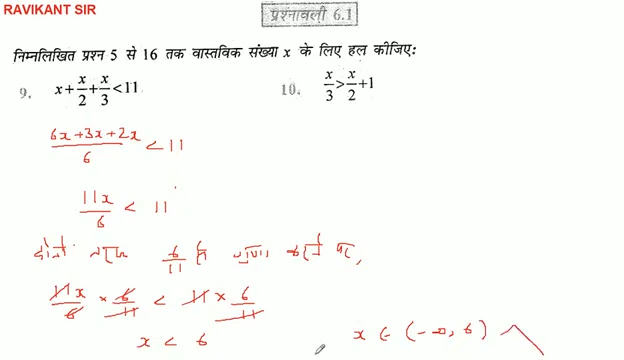 RAVIKANT SIR
प्रश्नावली 6.1
निम्नलिखित प्रश्न 5 से 16 तक वास्तविक संख्या x के लिए हल कीजिए:
9. x+x/2+x/3<11
10. x/3>x/2+1
(6x+3x+2x)/6 < 11
11x/6 < 11
दोनों तरफ 6/11 से गुणा करने पर,
11x/6 × 6/11 < 11 × 6/11
x < 6
x ∈ (-∞, 6)